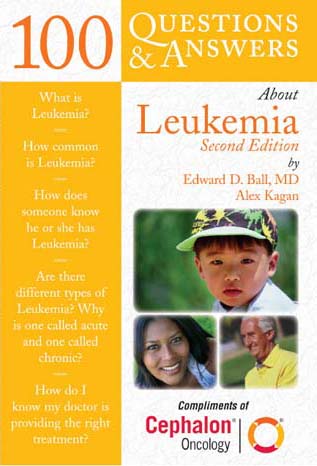 100 QUESTIONS
& ANSWERS
About
Leukemia
Second Edition
by
Edward D. Ball, MD
Alex Kagan
What is
Leukemia?
How common
is Leukemia?
How does
someone know
he or she has
Leukemia?
Are there
different types of
Leukemia? Why
is one called acute
and one called
chronic?
How do I
know my doctor is
providing the right
treatment?
Compliments of
Cephalon®
Oncology